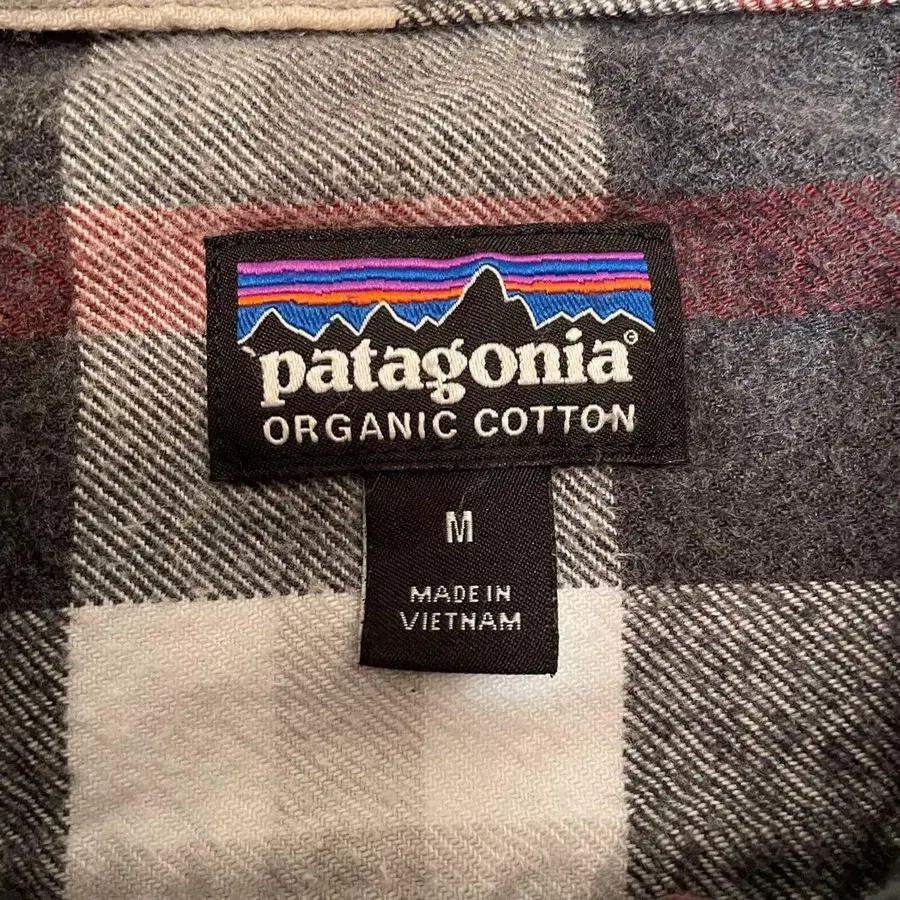 patagonia
ORGANIC COTTON
M
MADE IN
VIETNAM